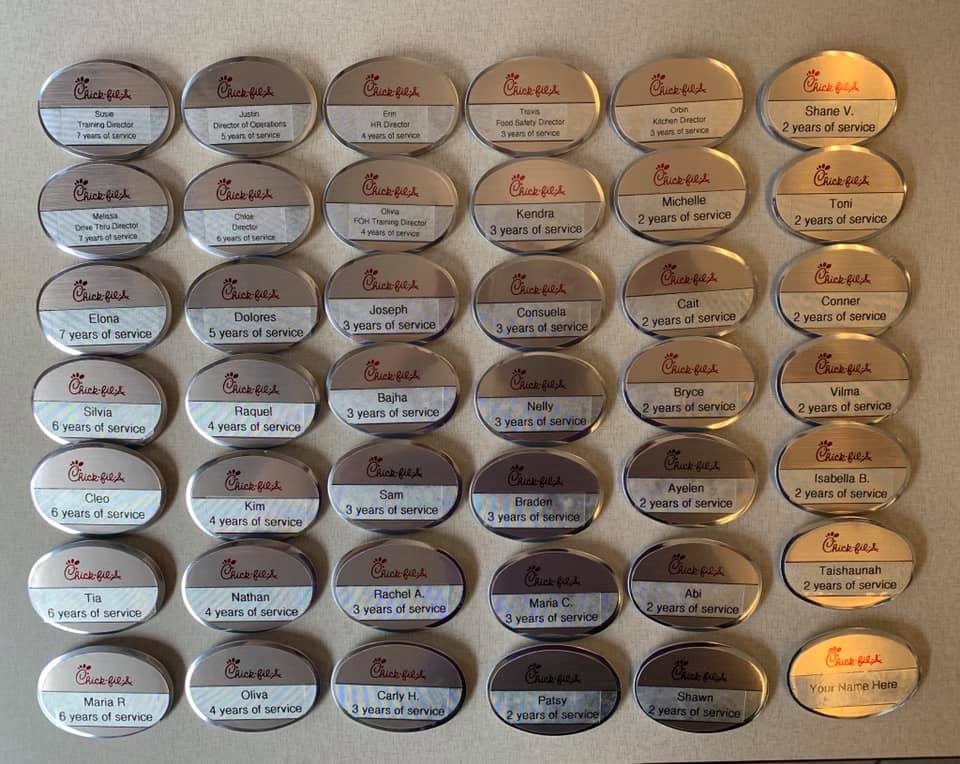 Chick-fil-A
Susie
Training Director
7 years of service
Chick-fil-A
Justin
Director of Operations
5 years of service
Chick-fil-A
Erin
HR Director
4 years of service
Chick-fil-A
Travis
Food Safety Director
3 years of service
Chick-fil-A
Orbin
Kitchen Director
3 years of service
Chick-fil-A
Shane V.
2 years of service
Chick-fil-A
Melissa
Drive Thru Director
7 years of service
Chick-fil-A
Chloe
Director
6 years of service
Chick-fil-A
Olivia
FOH Training Director
4 years of service
Chick-fil-A
Kendra
3 years of service
Chick-fil-A
Michelle
2 years of service
Chick-fil-A
Toni
2 years of service
Chick-fil-A
Elona
7 years of service
Chick-fil-A
Dolores
5 years of service
Chick-fil-A
Joseph
3 years of service
Chick-fil-A
Consuela
3 years of service
Chick-fil-A
Cait
2 years of service
Chick-fil-A
Conner
2 years of service
Chick-fil-A
Silvia
6 years of service
Chick-fil-A
Raquel
4 years of service
Chick-fil-A
Bajha
3 years of service
Chick-fil-A
Nelly
3 years of service
Chick-fil-A
Bryce
2 years of service
Chick-fil-A
Vilma
2 years of service
Chick-fil-A
Cleo
6 years of service
Chick-fil-A
Kim
4 years of service
Chick-fil-A
Sam
3 years of service
Chick-fil-A
Braden
3 years of service
Chick-fil-A
Ayelen
2 years of service
Chick-fil-A
Isabella B.
2 years of service
Chick-fil-A
Tia
6 years of service
Chick-fil-A
Nathan
4 years of service
Chick-fil-A
Rachel A.
3 years of service
Chick-fil-A
Maria C.
3 years of service
Chick-fil-A
Abi
2 years of service
Chick-fil-A
Taishaunah
2 years of service
Chick-fil-A
Maria R
6 years of service
Chick-fil-A
Oliva
4 years of service
Chick-fil-A
Carly H.
3 years of service
Chick-fil-A
Patsy
2 years of service
Chick-fil-A
Shawn
2 years of service
Chick-fil-A
Your Name Here